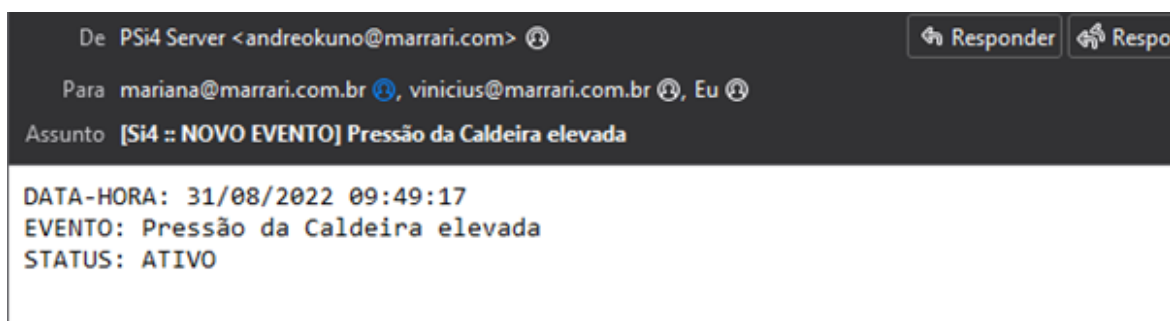 De PSi4 Server <andreokuno@marrari.com>
Responder
Respo
Para mariana@marrari.com.br, vinicius@marrari.com.br, Eu
Assunto [Si4 :: NOVO EVENTO] Pressão da Caldeira elevada
DATA-HORA: 31/08/2022 09:49:17
EVENTO: Pressão da Caldeira elevada
STATUS: ATIVO